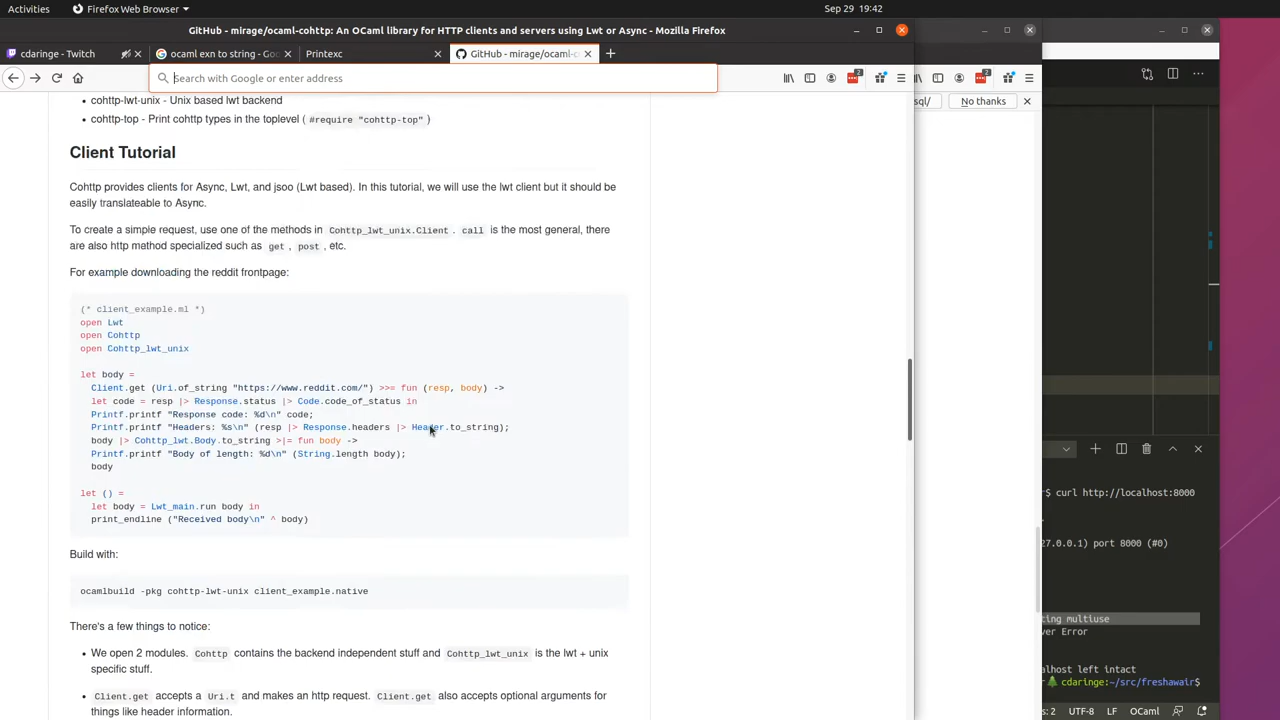 Activities
Firefox Web Browser
Sep 29 19:42
GitHub - mirage/ocaml-cohttp: An OCaml library for HTTP clients and servers using Lwt or Async - Mozilla Firefox
cdaringe - Twitch
ocaml exn to string - Go
Printexc
GitHub - mirage/ocaml-c
Search with Google or enter address
2
2
sql/
No thanks
cohttp-lwt-unix - Unix based lwt backend
cohttp-top - Print cohttp types in the toplevel ( #require "cohttp-top" )
Client Tutorial
Cohttp provides clients for Async, Lwt, and jsoo (Lwt based). In this tutorial, we will use the lwt client but it should be
easily translateable to Async.
To create a simple request, use one of the methods in Cohttp_lwt_unix.Client . call is the most general, there
are also http method specialized such as get , post , etc.
For example downloading the reddit frontpage:
(* client_example.ml *)
open Lwt
open Cohttp
open Cohttp_lwt_unix
let body =
Client.get (Uri.of_string "https://www.reddit.com/") >>= fun (resp, body) ->
let code = resp |> Response.status |> Code.code_of_status in
Printf.printf "Response code: %d\n" code;
Printf.printf "Headers: %s\n" (resp |> Response.headers |> Header.to_string);
body |> Cohttp_lwt.Body.to_string >|= fun body ->
Printf.printf "Body of length: %d\n" (String.length body);
body
let () =
let body = Lwt_main.run body in
print_endline ("Received body\n" ^ body)
Build with:
ocamlbuild -pkg cohttp-lwt-unix client_example.native
There's a few things to notice:
We open 2 modules. Cohttp contains the backend independent stuff and Cohttp_lwt_unix is the lwt + unix
specific stuff.
Client.get accepts a Uri.t and makes an http request. Client.get also accepts optional arguments for
things like header information.
r$ curl http://localhost:8000
27.0.0.1) port 8000 (#0)
ing multiuse
ver Error
alhost left intact
cdaringe:~/src/freshawair$
s: 2 UTF-8 LF OCaml